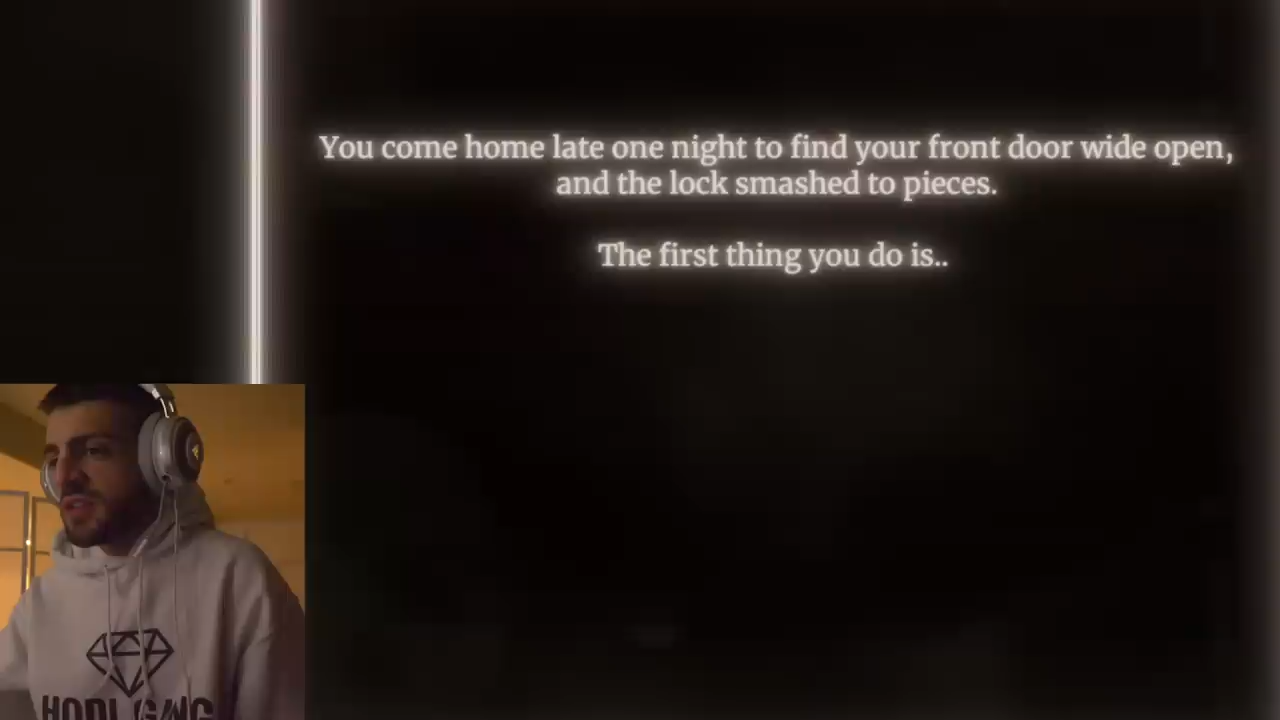 You come home late one night to find your front door wide open,
and the lock smashed to pieces.
The first thing you do is..
HODL GANG